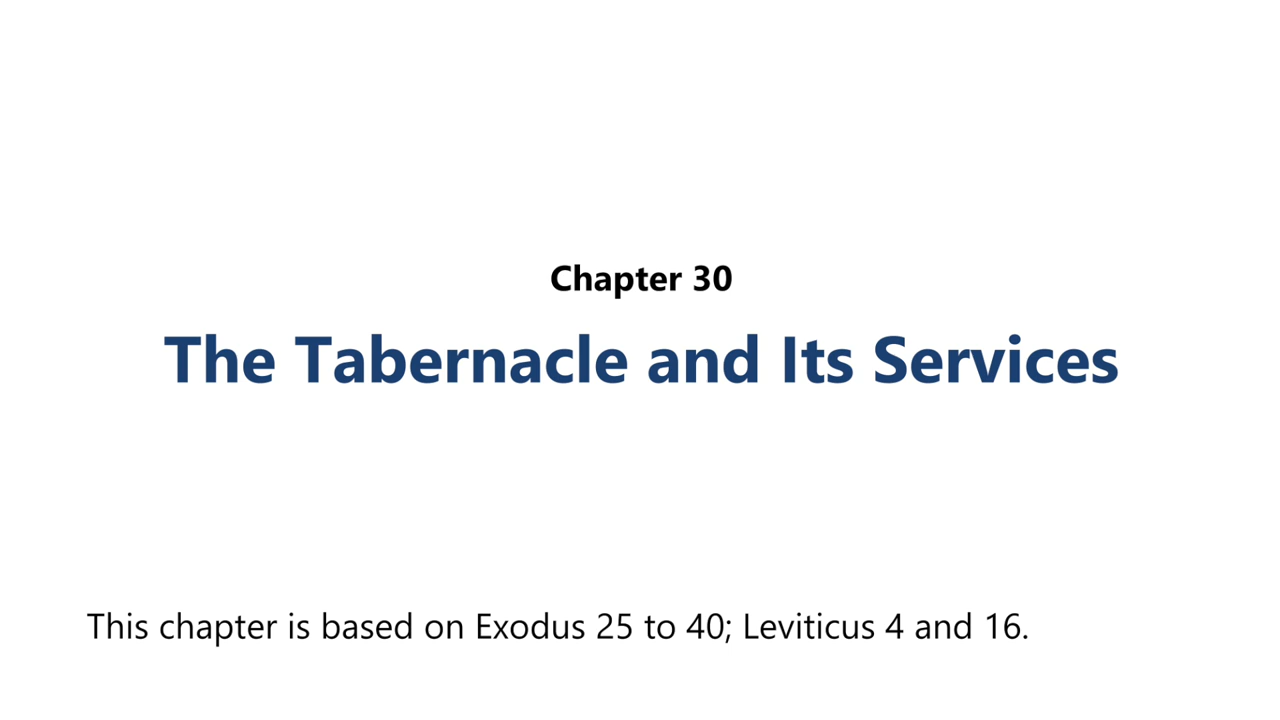 Chapter 30
The Tabernacle and Its Services
This chapter is based on Exodus 25 to 40; Leviticus 4 and 16.